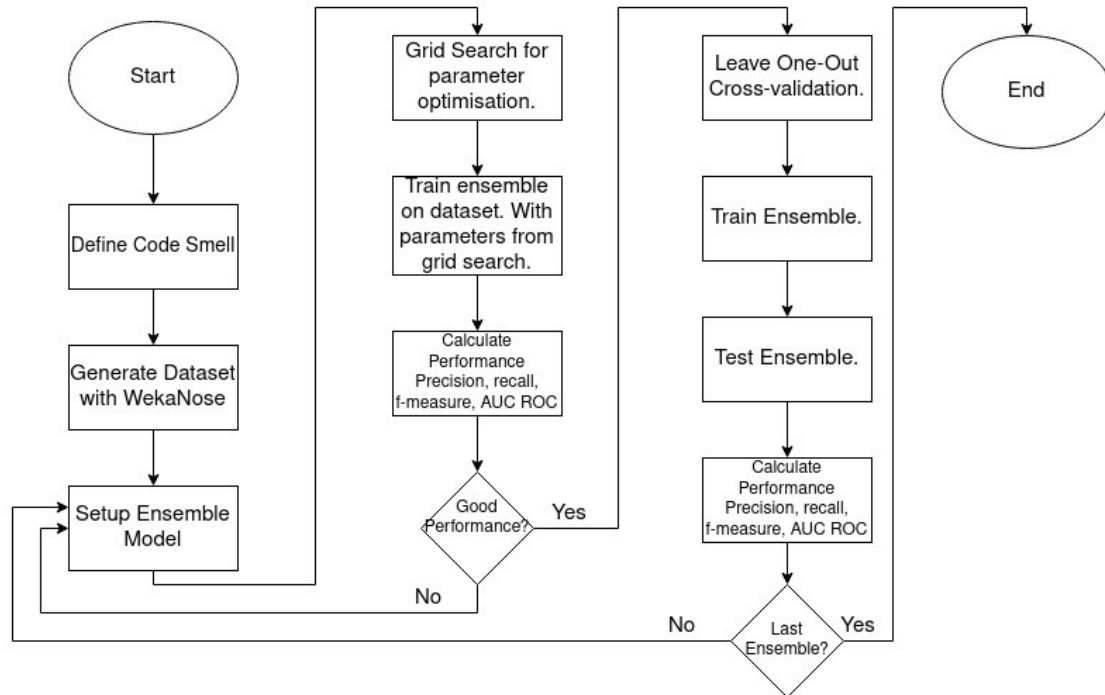 Start
Define Code Smell
Generate Dataset
with WekaNose
Setup Ensemble
Model
Grid Search for
parameter
optimisation.
Train ensemble
on dataset. With
parameters from
grid search.
Calculate
Performance
Precision, recall,
f-measure, AUC ROC
Good
Performance?
Yes
No
Leave One-Out
Cross-validation.
Train Ensemble.
Test Ensemble.
Calculate
Performance
Precision, recall,
f-measure, AUC ROC
Last
Ensemble?
No
Yes
End